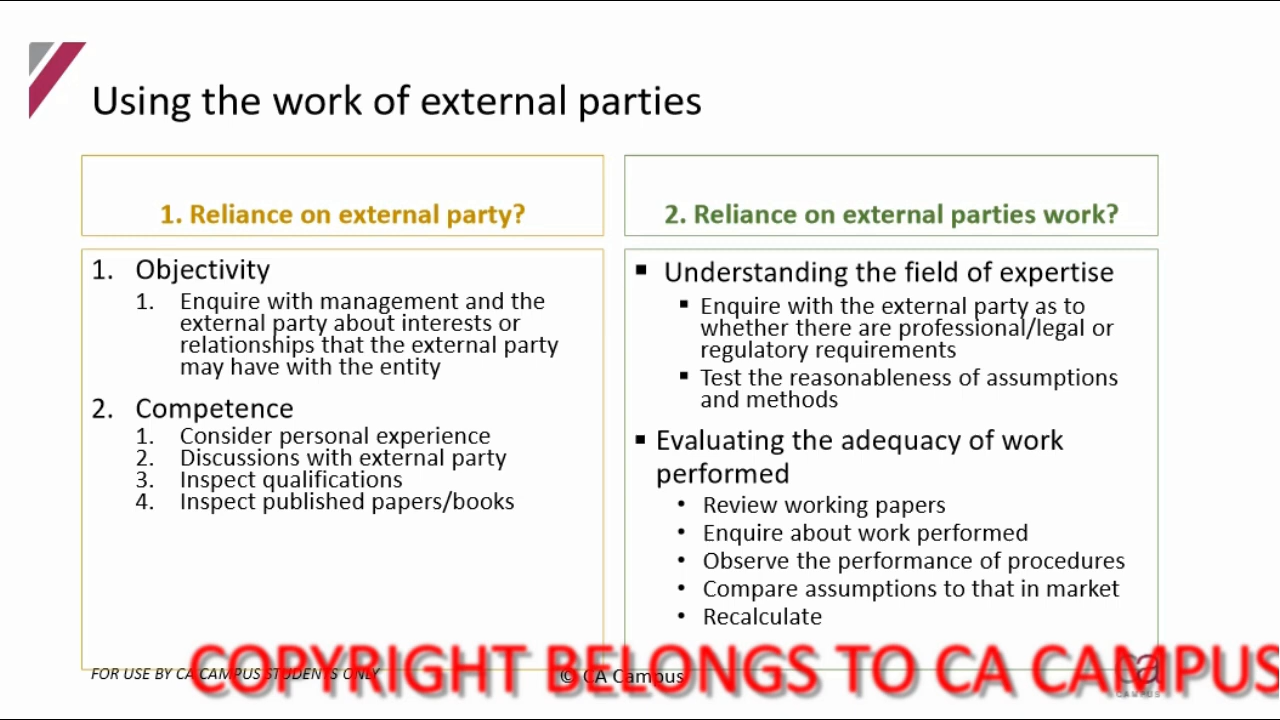 Using the work of external parties
1. Reliance on external party?
1. Objectivity
1. Enquire with management and the
external party about interests or
relationships that the external party
may have with the entity
2. Competence
1. Consider personal experience
2. Discussions with external party
3. Inspect qualifications
4. Inspect published papers/books
2. Reliance on external parties work?
▪ Understanding the field of expertise
▪ Enquire with the external party as to
whether there are professional/legal or
regulatory requirements
▪ Test the reasonableness of assumptions
and methods
▪ Evaluating the adequacy of work
performed
• Review working papers
• Enquire about work performed
• Observe the performance of procedures
• Compare assumptions to that in market
• Recalculate
FOR USE BY CA CAMPUS STUDENTS ONLY
© CA Campus
COPYRIGHT BELONGS TO CA CAMPUS
ca
CAMPUS